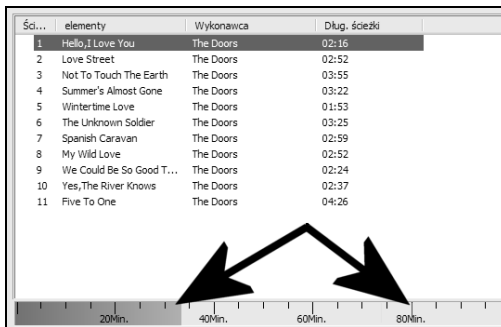 Ści... elementy Wykonawca Dług. ścieżki
1 Hello,I Love You The Doors 02:16
2 Love Street The Doors 02:52
3 Not To Touch The Earth The Doors 03:55
4 Summer's Almost Gone The Doors 03:22
5 Wintertime Love The Doors 01:53
6 The Unknown Soldier The Doors 03:25
7 Spanish Caravan The Doors 02:59
8 My Wild Love The Doors 02:52
9 We Could Be So Good T... The Doors 02:24
10 Yes,The River Knows The Doors 02:37
11 Five To One The Doors 04:26
20Min. 40Min. 60Min. 80Min.